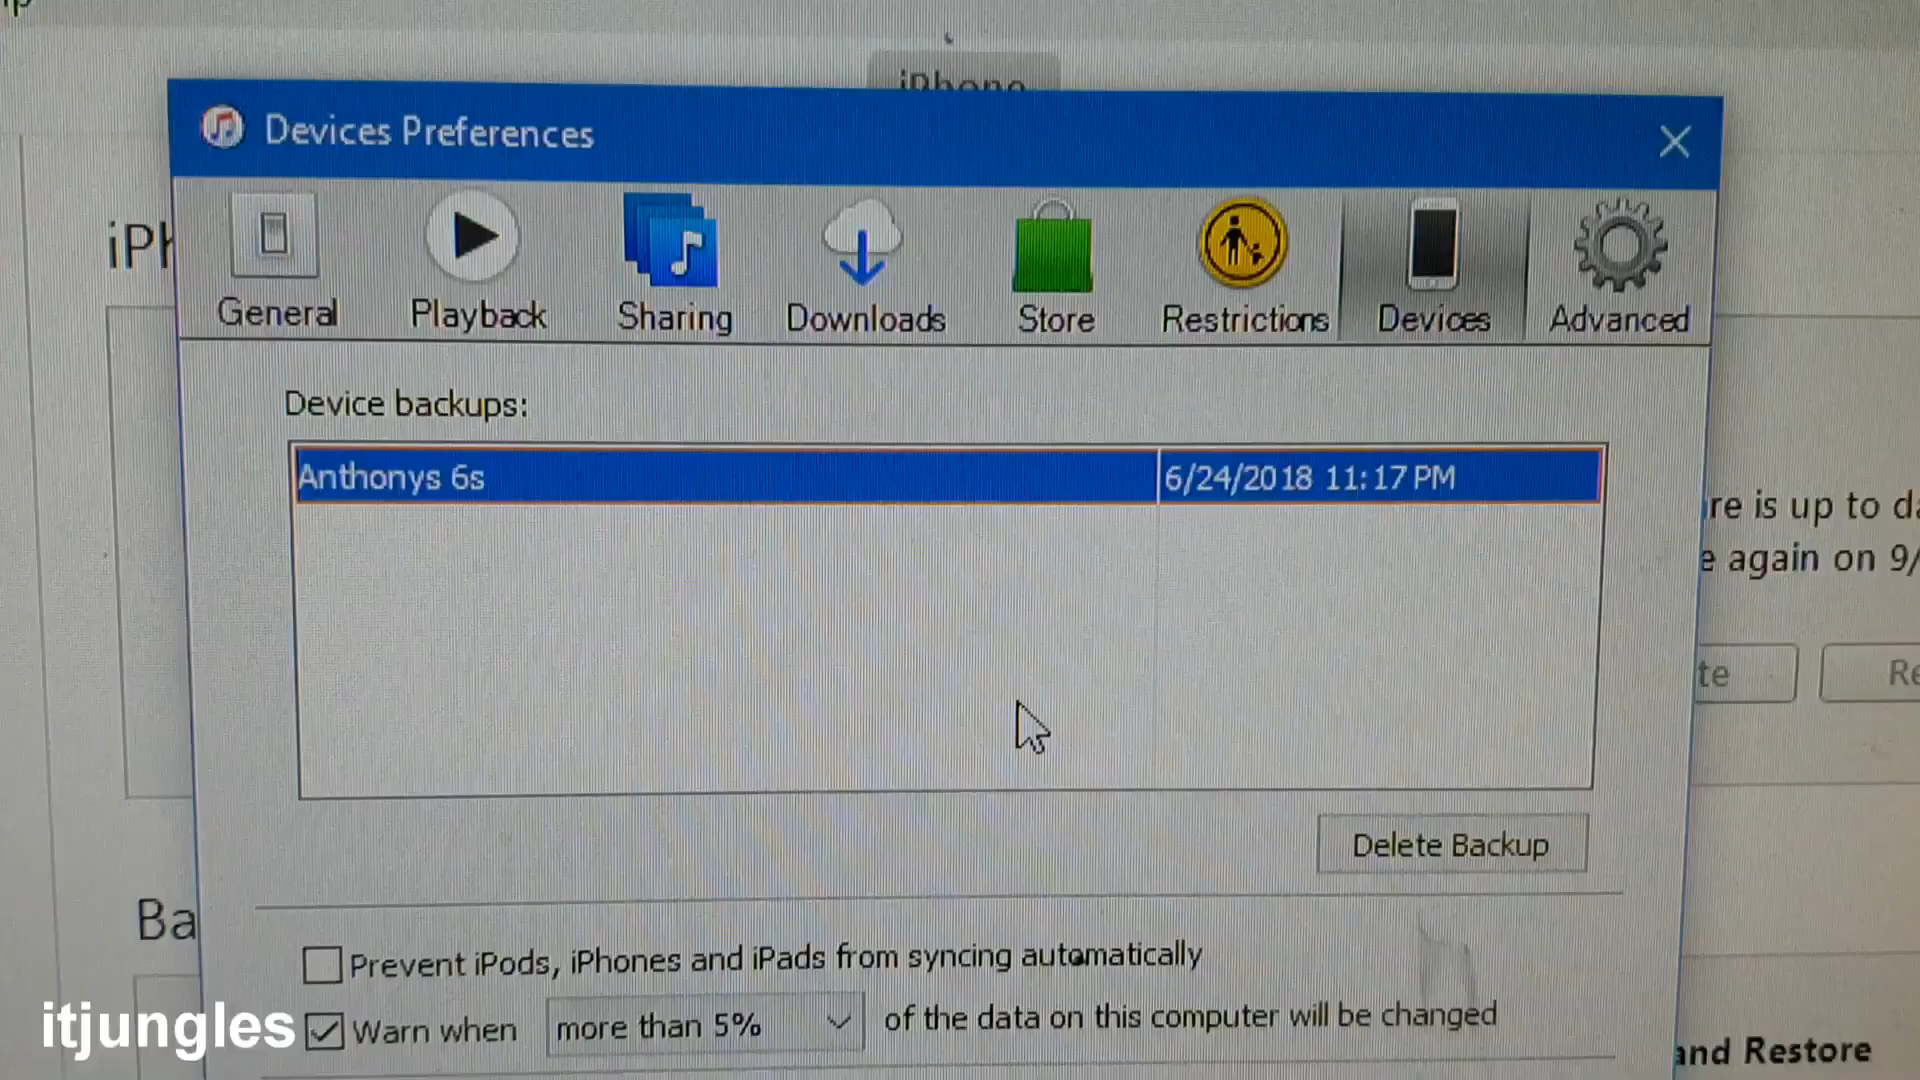 iPhone
Devices Preferences
General Playback Sharing Downloads Store Restrictions Devices Advanced
Device backups:
Anthonys 6s 6/24/2018 11:17 PM
re is up to
again on 9/
te
Delete Backup
Ba
Prevent iPods, iPhones and iPads from syncing automatically
Warn when more than 5% of the data on this computer will be changed
itjungles
and Restore